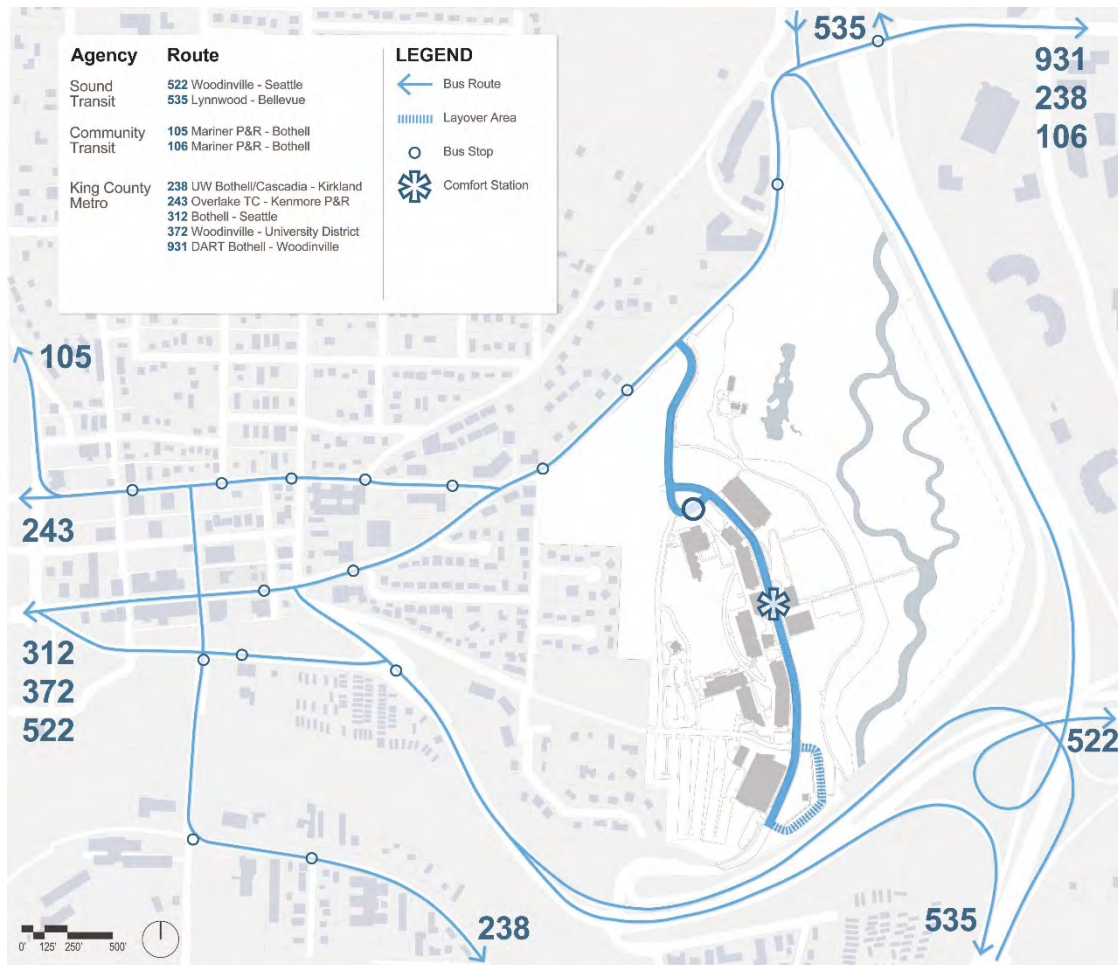 Agency Route
Sound
Transit
522 Woodinville - Seattle
535 Lynnwood - Bellevue
Community
Transit
105 Mariner P&R - Bothell
106 Mariner P&R - Bothell
King County
Metro
238 UW Bothell/Cascadia - Kirkland
243 Overlake TC - Kenmore P&R
312 Bothell - Seattle
372 Woodinville - University District
931 DART Bothell - Woodinville
LEGEND
Bus Route
Layover Area
Bus Stop
Comfort Station
535
931
238
106
105
243
312
372
522
522
535
238
0' 125' 250' 500'